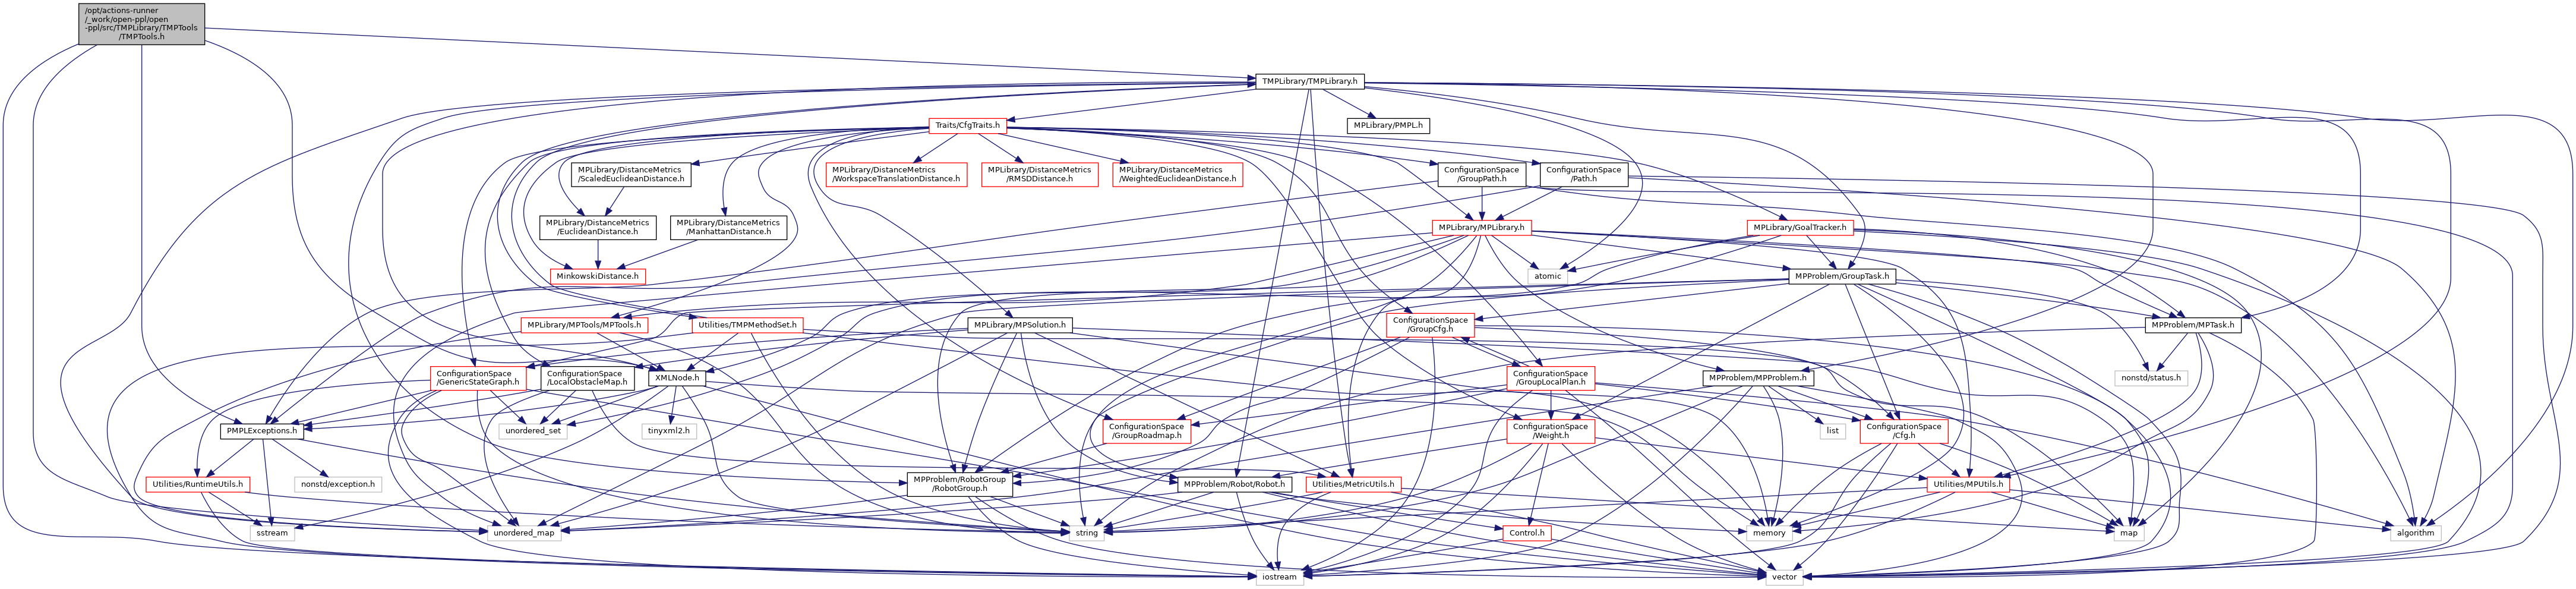 /opt/actions-runner
/_work/open-ppl/open
-ppl/src/TMPLibrary/TMPTools
/TMPTools.h
TMPLibrary/TMPLibrary.h
Traits/CfgTraits.h
MPLibrary/PMPL.h
MPLibrary/DistanceMetrics
/ScaledEuclideanDistance.h
MPLibrary/DistanceMetrics
/WorkspaceTranslationDistance.h
MPLibrary/DistanceMetrics
/RMSDDistance.h
MPLibrary/DistanceMetrics
/WeightedEuclideanDistance.h
ConfigurationSpace
/GroupPath.h
ConfigurationSpace
/Path.h
MPLibrary/DistanceMetrics
/EuclideanDistance.h
MPLibrary/DistanceMetrics
/ManhattanDistance.h
MPLibrary/MPLibrary.h
MPLibrary/GoalTracker.h
MinkowskiDistance.h
atomic
MPProblem/GroupTask.h
MPLibrary/MPTools/MPTools.h
Utilities/TMPMethodSet.h
MPLibrary/MPSolution.h
ConfigurationSpace
/GroupCfg.h
MPProblem/MPTask.h
ConfigurationSpace
/GenericStateGraph.h
ConfigurationSpace
/LocalObstacleMap.h
XMLNode.h
ConfigurationSpace
/GroupLocalPlan.h
MPProblem/MPProblem.h
nonstd/status.h
PMPLExceptions.h
unordered_set
tinyxml2.h
ConfigurationSpace
/GroupRoadmap.h
ConfigurationSpace
/Weight.h
list
ConfigurationSpace
/Cfg.h
Utilities/RuntimeUtils.h
nonstd/exception.h
MPProblem/RobotGroup
/RobotGroup.h
MPProblem/Robot/Robot.h
Utilities/MetricUtils.h
Utilities/MPUtils.h
sstream
unordered_map
string
Control.h
memory
map
algorithm
iostream
vector